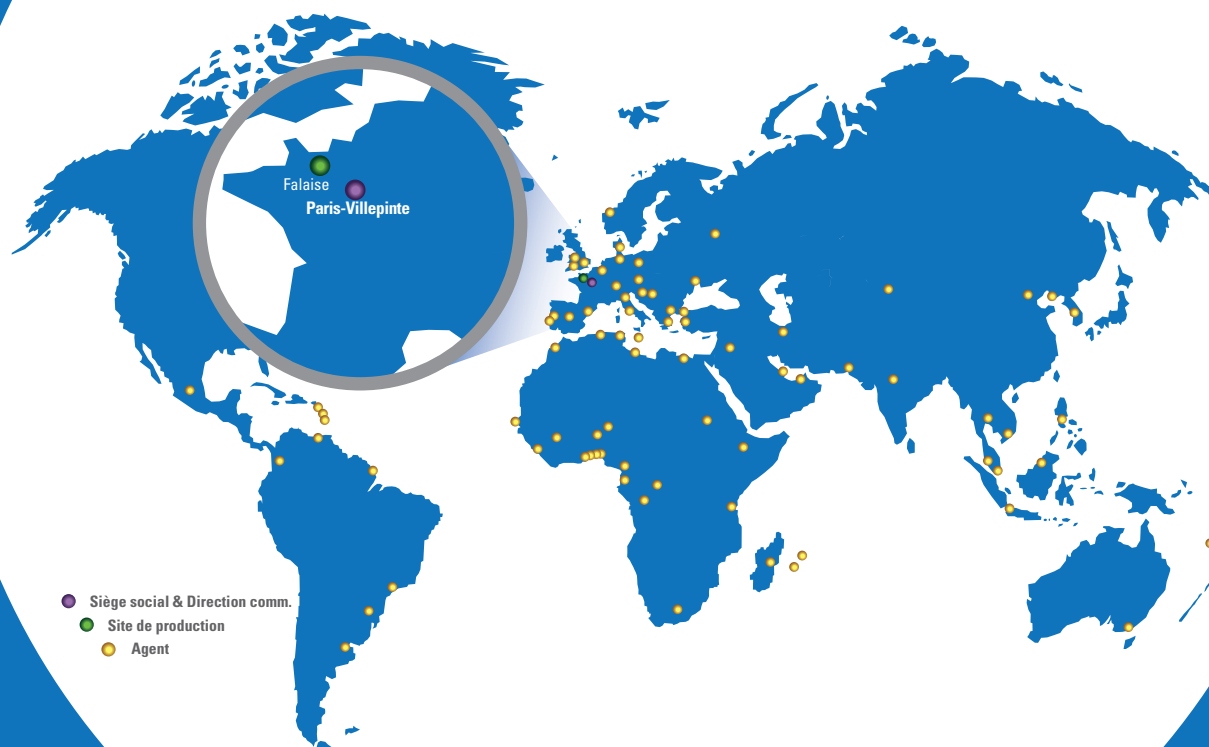 Falaise
Paris-Villepinte
Siège social & Direction comm.
Site de production
Agent